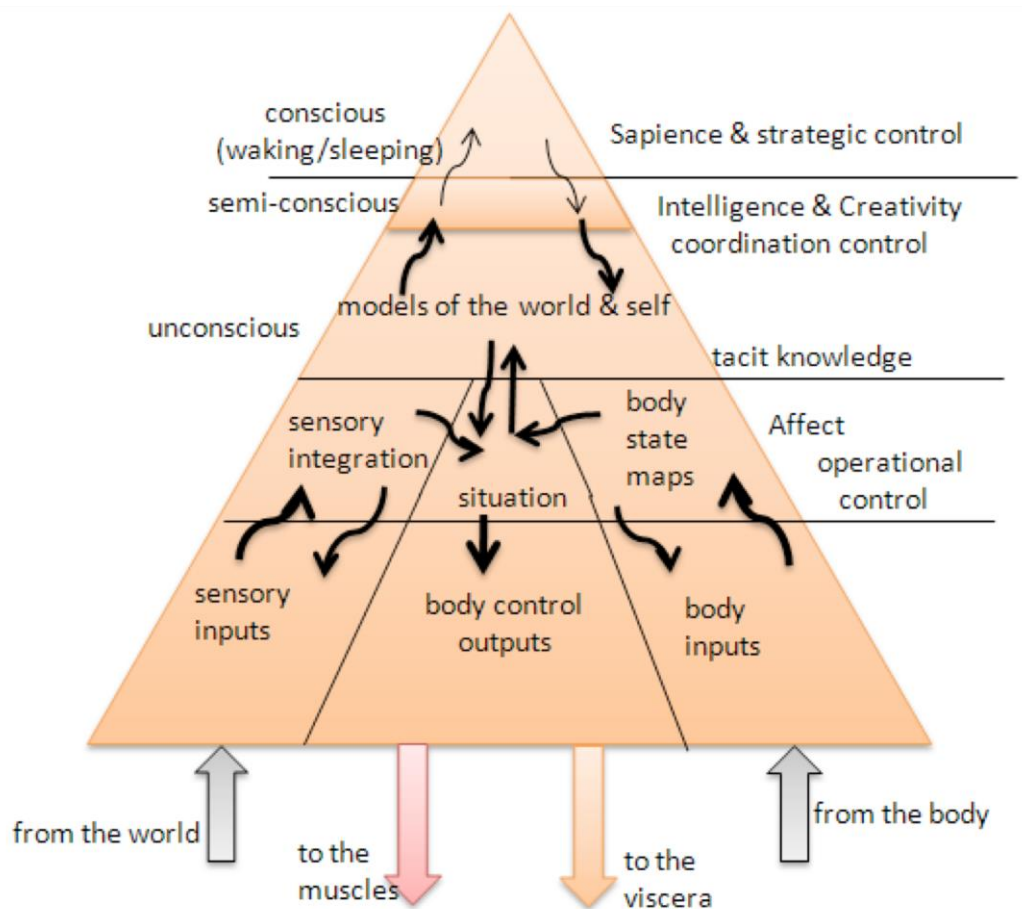 conscious
(waking/sleeping)
Sapience & strategic control
semi-conscious
Intelligence & Creativity
coordination control
models of the world & self
unconscious
tacit knowledge
sensory
integration
body
state
maps
Affect
operational
control
situation
sensory
inputs
body control
outputs
body
inputs
from the world
to the
muscles
to the
viscera
from the body